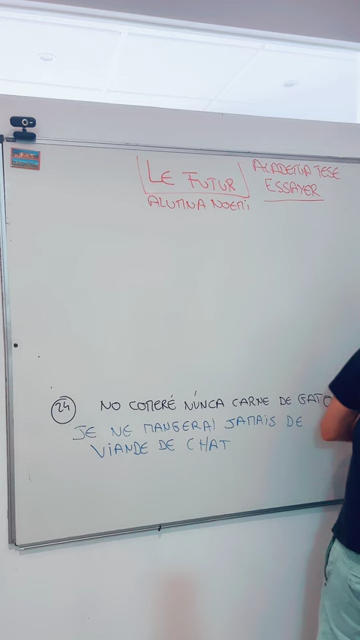 LE FUTUR
ACADEMIA TESE
ESSAYER
ALUMNA NOEMI
24 NO COMERÉ NUNCA CARNE DE GATO
JE NE MANGERAI JAMAIS DE
VIANDE DE CHAT